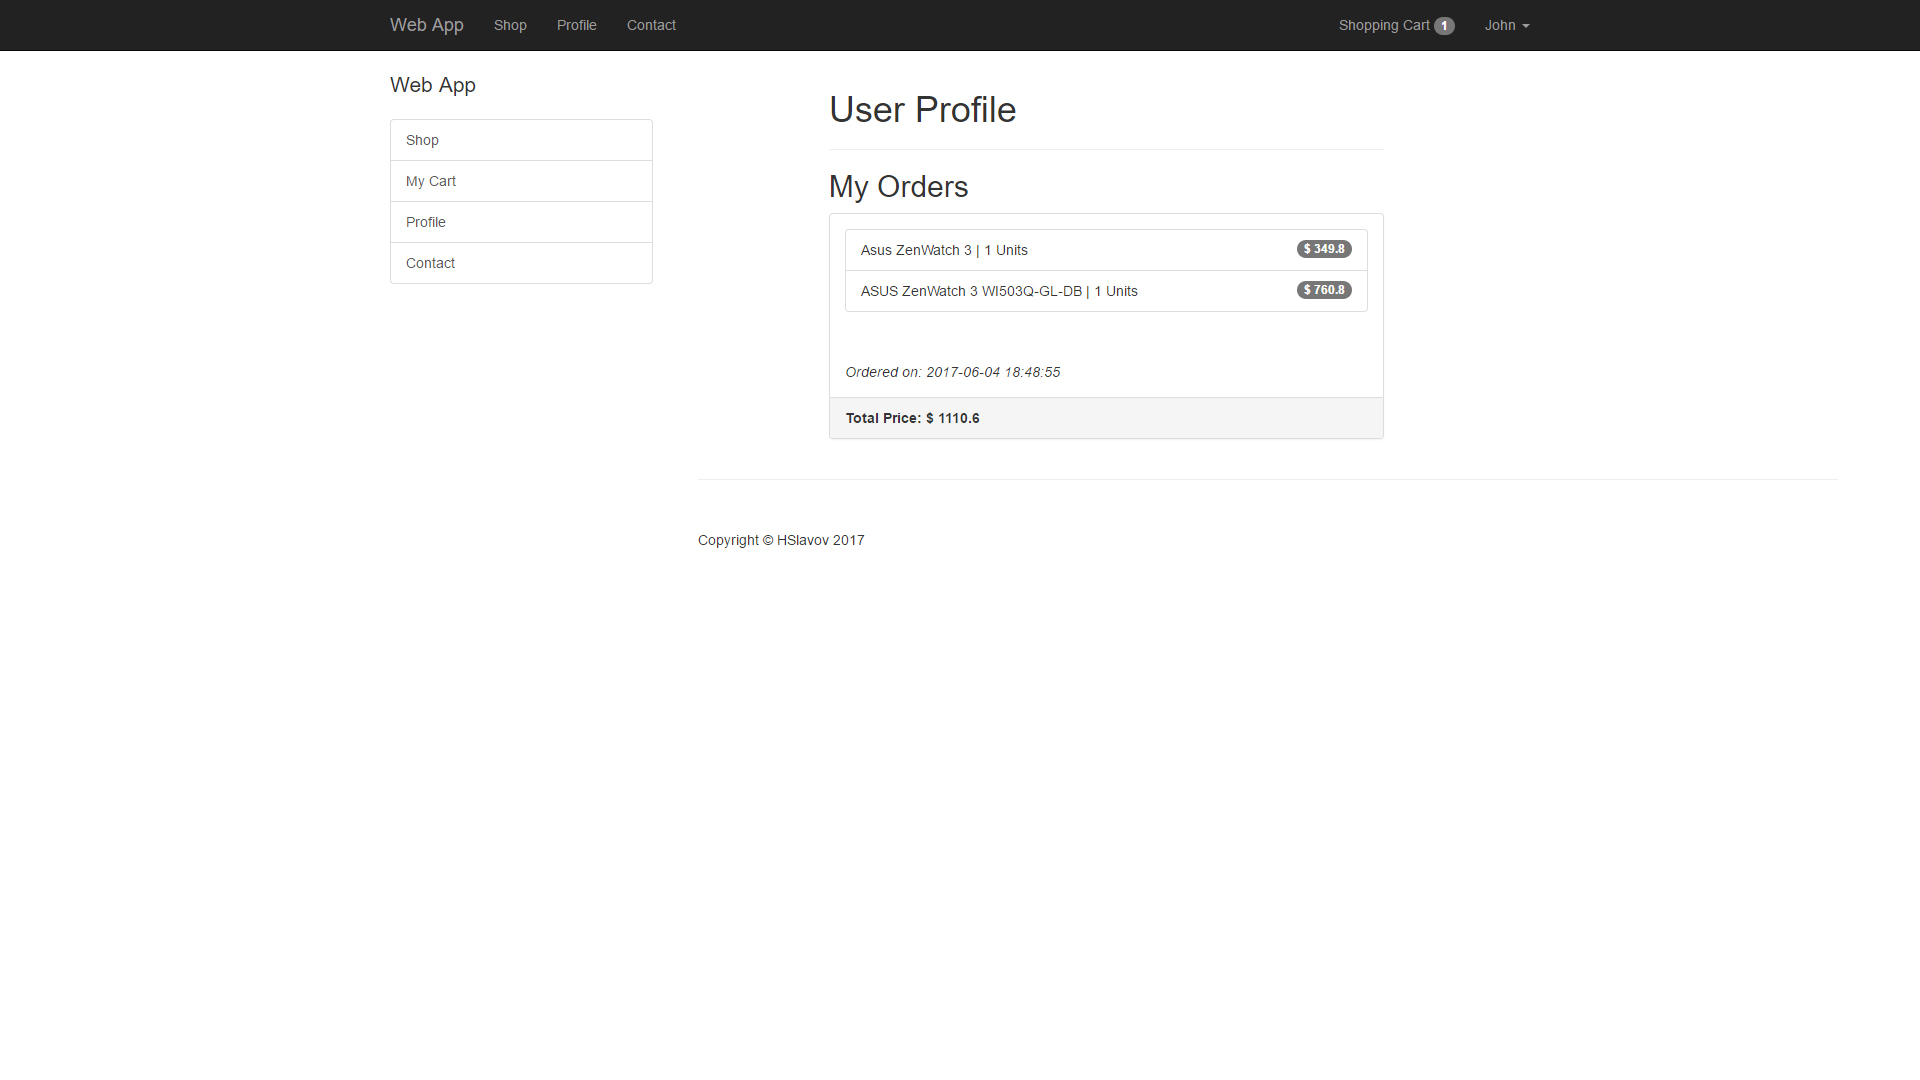 Web App Shop Profile Contact Shopping Cart 1 John
Web App
Shop
My Cart
Profile
Contact
User Profile
My Orders
Asus ZenWatch 3 | 1 Units $ 349.8
ASUS ZenWatch 3 WI503Q-GL-DB | 1 Units $ 760.8
Ordered on: 2017-06-04 18:48:55
Total Price: $ 1110.6
Copyright © HSlavov 2017